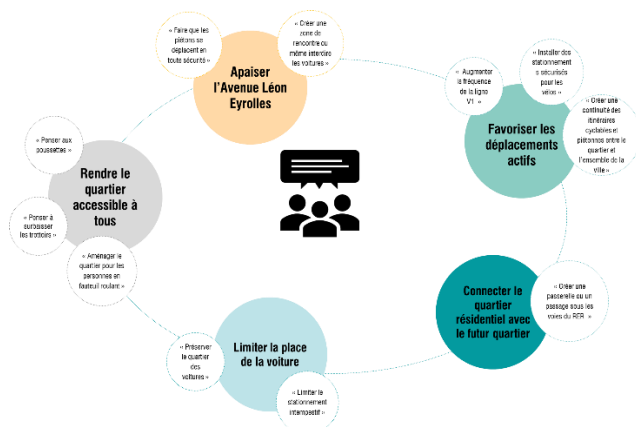 « Faire que les
piétons se
déplacent en
toute sécurité »
« Créer une
zone de
rencontre ou
même interdire
les voitures »
Apaiser
l'Avenue Léon
Eyrolles
« Augmenter la
fréquence de la
ligne
V1 »
« Installer des
stationnement
s sécurisés
pour les
vélos »
« Créer une
continuité des
itinéraires
cyclables et
piétonnes entre le
quartier et
l'ensemble de la
ville »
Favoriser les
déplacements
actifs
« Penser aux
poussettes »
Rendre le
quartier
accessible à
tous
« Penser à
surbaisser
les trottoirs »
« Aménager le
quartier pour les
personnes en
fauteuil roulant »
Connecter le
quartier
résidentiel avec
le futur quartier
« Créer une
passerelle ou un
passage sous les
voies du RER »
Limiter la place
de la voiture
« Préserver
le quartier
des
voitures »
« Limiter le
stationnement
intempestif »